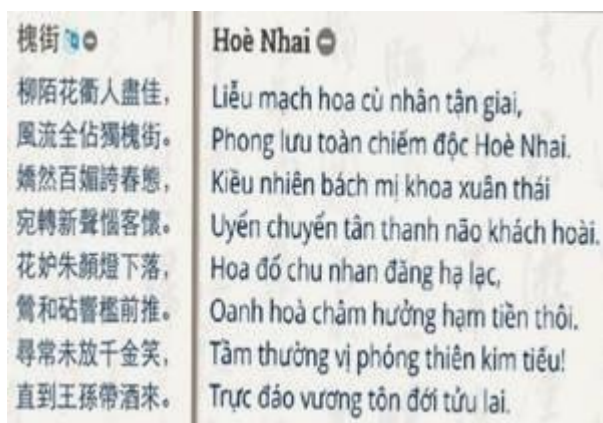 槐街
柳陌花衢人盡佳，
風流全佔獨槐街。
嬌然百媚誇春態，
宛轉新聲惱客懷。
花妒朱顏燈下落，
鶯和砧響檻前推。
尋常未放千金笑，
直到王孫帶酒來。
Hoè Nhai
Liễu mạch hoa cù nhân tận giai,
Phong lưu toàn chiếm độc Hoè Nhai.
Kiều nhiên bách mị khoa xuân thái
Uyển chuyển tân thanh não khách hoài.
Hoa đố chu nhan đăng hạ lạc,
Oanh hoà châm hưởng hạm tiền thôi.
Tầm thường vị phóng thiên kim tiếu!
Trực đáo vương tôn đới tửu lai.